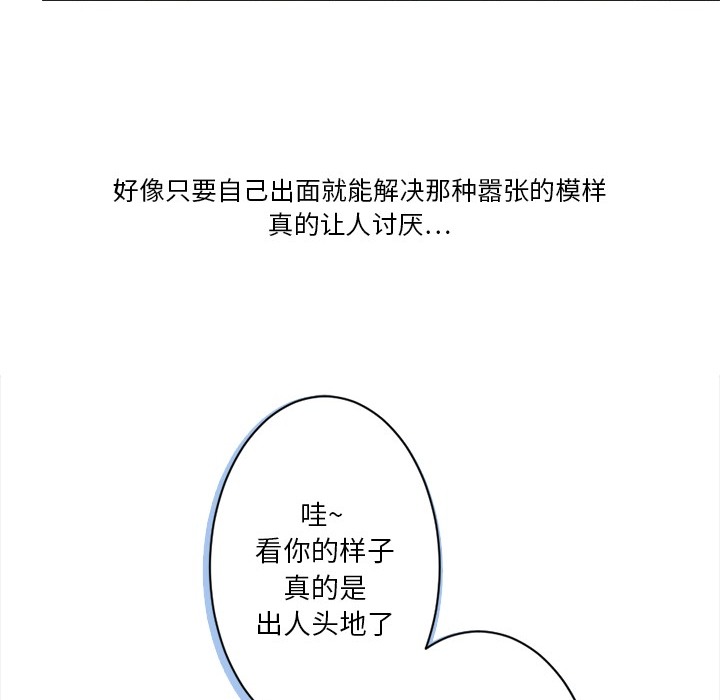 好像只要自己出面就能解决那种嚣张的模样
真的让人讨厌...
哇~
看你的样子
真的是
出人头地了